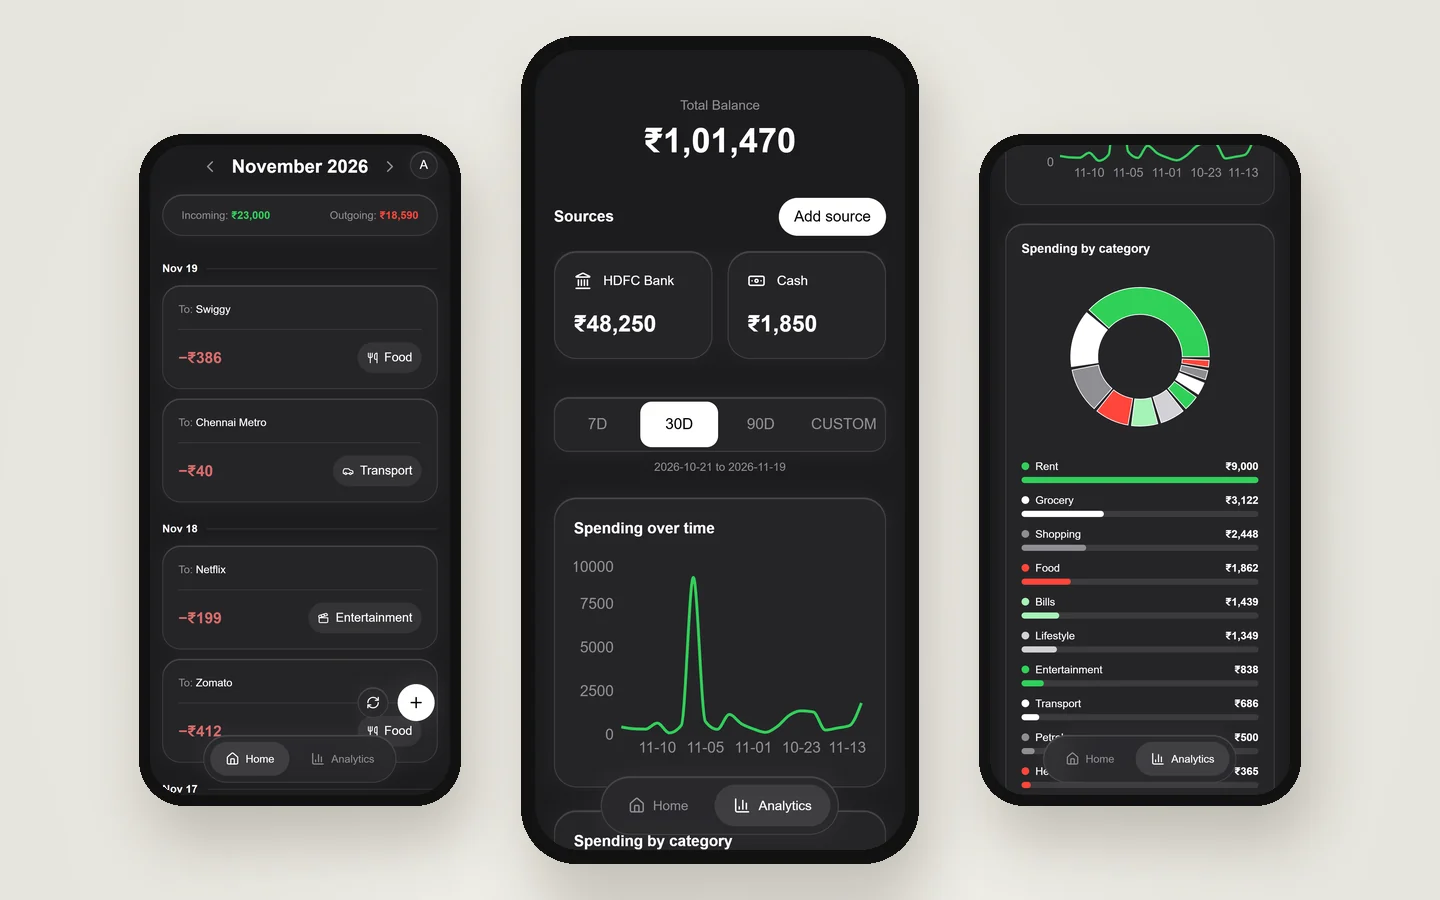 November 2026
A
Incoming: ₹23,000 Outgoing: ₹18,590
Nov 19
To: Swiggy
−₹386 Food
To: Chennai Metro
−₹40 Transport
Nov 18
To: Netflix
−₹199 Entertainment
To: Zomato
−₹412 Food
Home Analytics
Nov 17
Total Balance
₹1,01,470
Sources Add source
HDFC Bank
₹48,250
Cash
₹1,850
7D 30D 90D CUSTOM
2026-10-21 to 2026-11-19
Spending over time
10000
7500
5000
2500
0
11-10 11-05 11-01 10-23 11-13
Home Analytics
Spending by category
0
11-10 11-05 11-01 10-23 11-13
Spending by category
Rent ₹9,000
Grocery ₹3,122
Shopping ₹2,448
Food ₹1,862
Bills ₹1,439
Lifestyle ₹1,349
Entertainment ₹838
Transport ₹686
₹500
₹365
Home Analytics